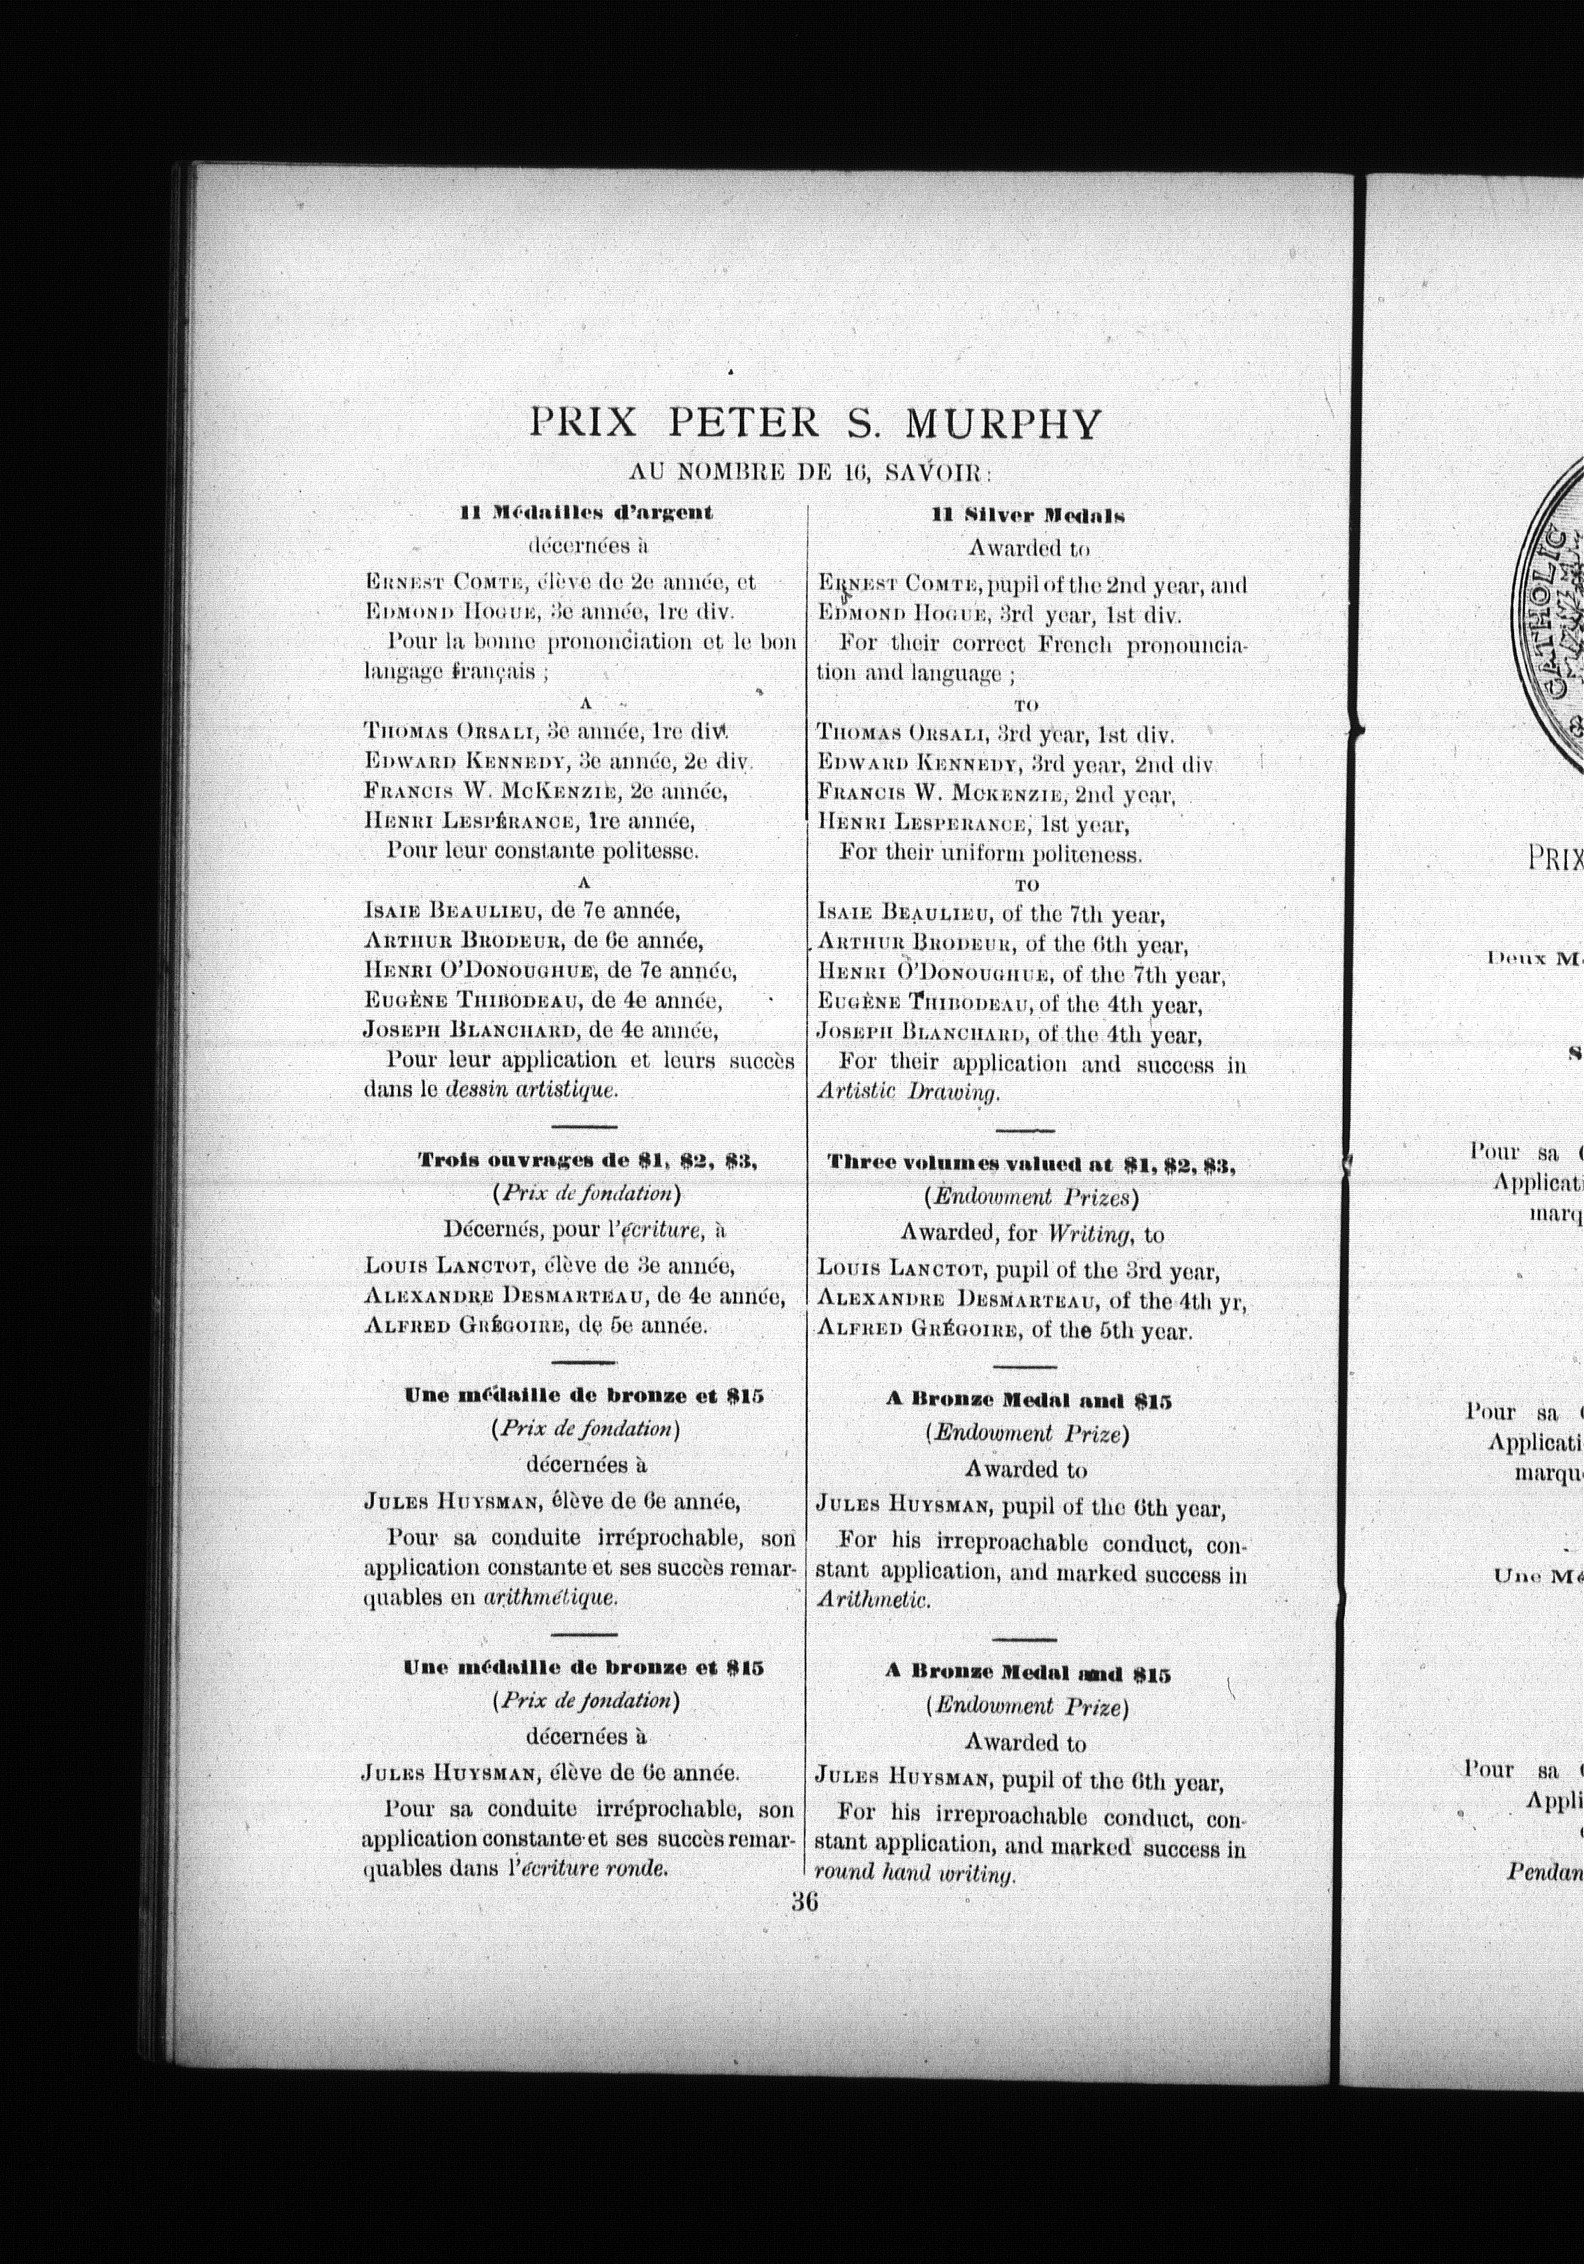 PRIX PETER S. MURPHY
AU NOMBRE DE 16, SAVOIR:
11 Médailles d'argent
décernées à
ERNEST COMTE, élève de 2e année, et
EDMOND HOGUE, 3e année, 1re div.
Pour la bonne prononciation et le bon
langage français ;
A
THOMAS ORSALI, 3e année, 1re div.
EDWARD KENNEDY, 3e année, 2e div.
FRANCIS W. MCKENZIE, 2e année,
HENRI LESPÉRANCE, 1re année,
Pour leur constante politesse.
A
ISAIE BEAULIEU, de 7e année,
ARTHUR BRODEUR, de 6e année,
HENRI O'DONOUGHUE, de 7e année,
EUGÈNE THIBODEAU, de 4e année,
JOSEPH BLANCHARD, de 4e année,
Pour leur application et leurs succès
dans le dessin artistique.
Trois ouvrages de $1, $2, $3,
(Prix de fondation)
Décernés, pour l'écriture, à
LOUIS LANCTOT, élève de 3e année,
ALEXANDRE DESMARTEAU, de 4e année,
ALFRED GRÉGOIRE, de 5e année.
Une médaille de bronze et $15
(Prix de fondation)
décernées à
JULES HUYSMAN, élève de 6e année,
Pour sa conduite irréprochable, son
application constante et ses succès remar-
quables en arithmétique.
Une médaille de bronze et $15
(Prix de fondation)
décernées à
JULES HUYSMAN, élève de 6e année.
Pour sa conduite irréprochable, son
application constante et ses succès remar-
quables dans l'écriture ronde.
11 Silver Medals
Awarded to
ERNEST COMTE, pupil of the 2nd year, and
EDMOND HOGUE, 3rd year, 1st div.
For their correct French pronouncia-
tion and language ;
TO
THOMAS ORSALI, 3rd year, 1st div.
EDWARD KENNEDY, 3rd year, 2nd div
FRANCIS W. MCKENZIE, 2nd year,
HENRI LESPERANCE, 1st year,
For their uniform politeness.
TO
ISAIE BEAULIEU, of the 7th year,
ARTHUR BRODEUR, of the 6th year,
HENRI O'DONOUGHUE, of the 7th year,
EUGÈNE THIBODEAU, of the 4th year,
JOSEPH BLANCHARD, of the 4th year,
For their application and success in
Artistic Drawing.
Three volumes valued at $1, $2, $3,
(Endowment Prizes)
Awarded, for Writing, to
LOUIS LANCTOT, pupil of the 3rd year,
ALEXANDRE DESMARTEAU, of the 4th yr,
ALFRED GRÉGOIRE, of the 5th year.
A Bronze Medal and $15
(Endowment Prize)
Awarded to
JULES HUYSMAN, pupil of the 6th year,
For his irreproachable conduct, con-
stant application, and marked success in
Arithmetic.
A Bronze Medal and $15
(Endowment Prize)
Awarded to
JULES HUYSMAN, pupil of the 6th year,
For his irreproachable conduct, con-
stant application, and marked success in
round hand writing.
36
CATHOLIC
PRIX
Deux
Pour sa
Applicati
marq
Pour sa
Applicati
marqu
Une
Pour sa
Appli
Pendan